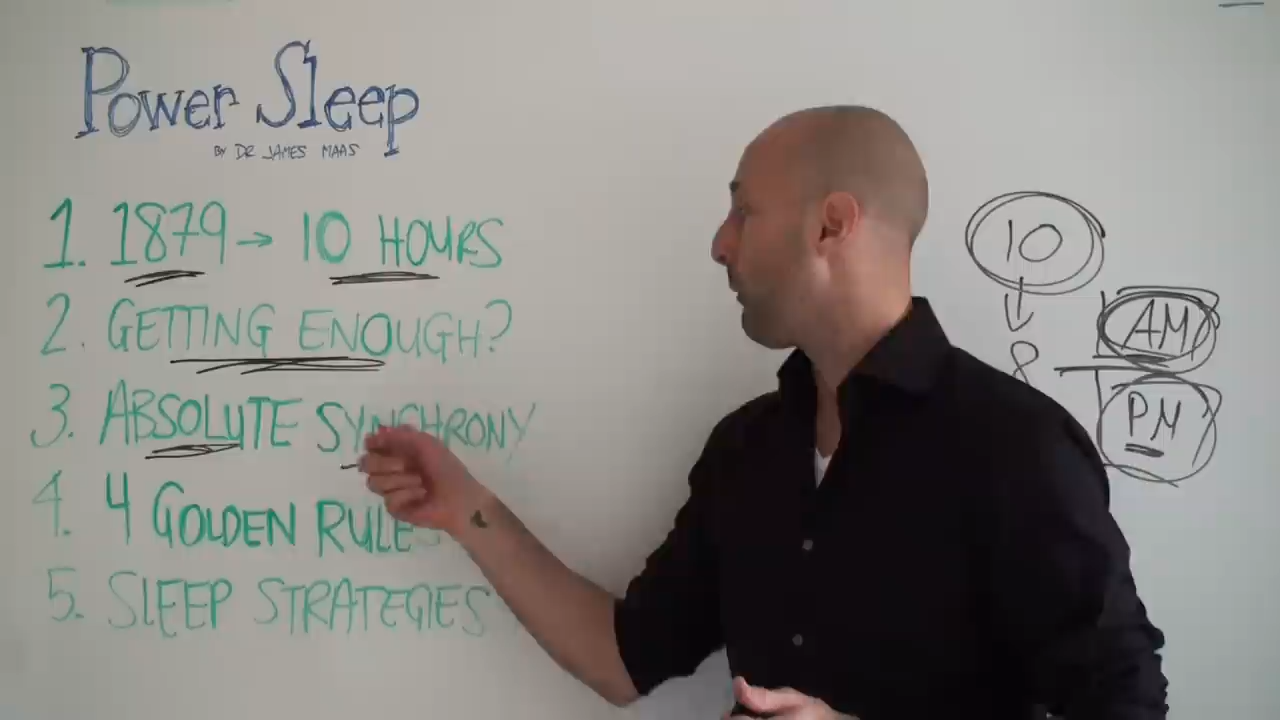 Power Sleep
BY DR JAMES MAAS
1. 1879 → 10 HOURS
2. GETTING ENOUGH?
3. ABSOLUTE SYNCHRONY
4. 4 GOLDEN RULES
5. SLEEP STRATEGIES
10
↓
8
AM
PM